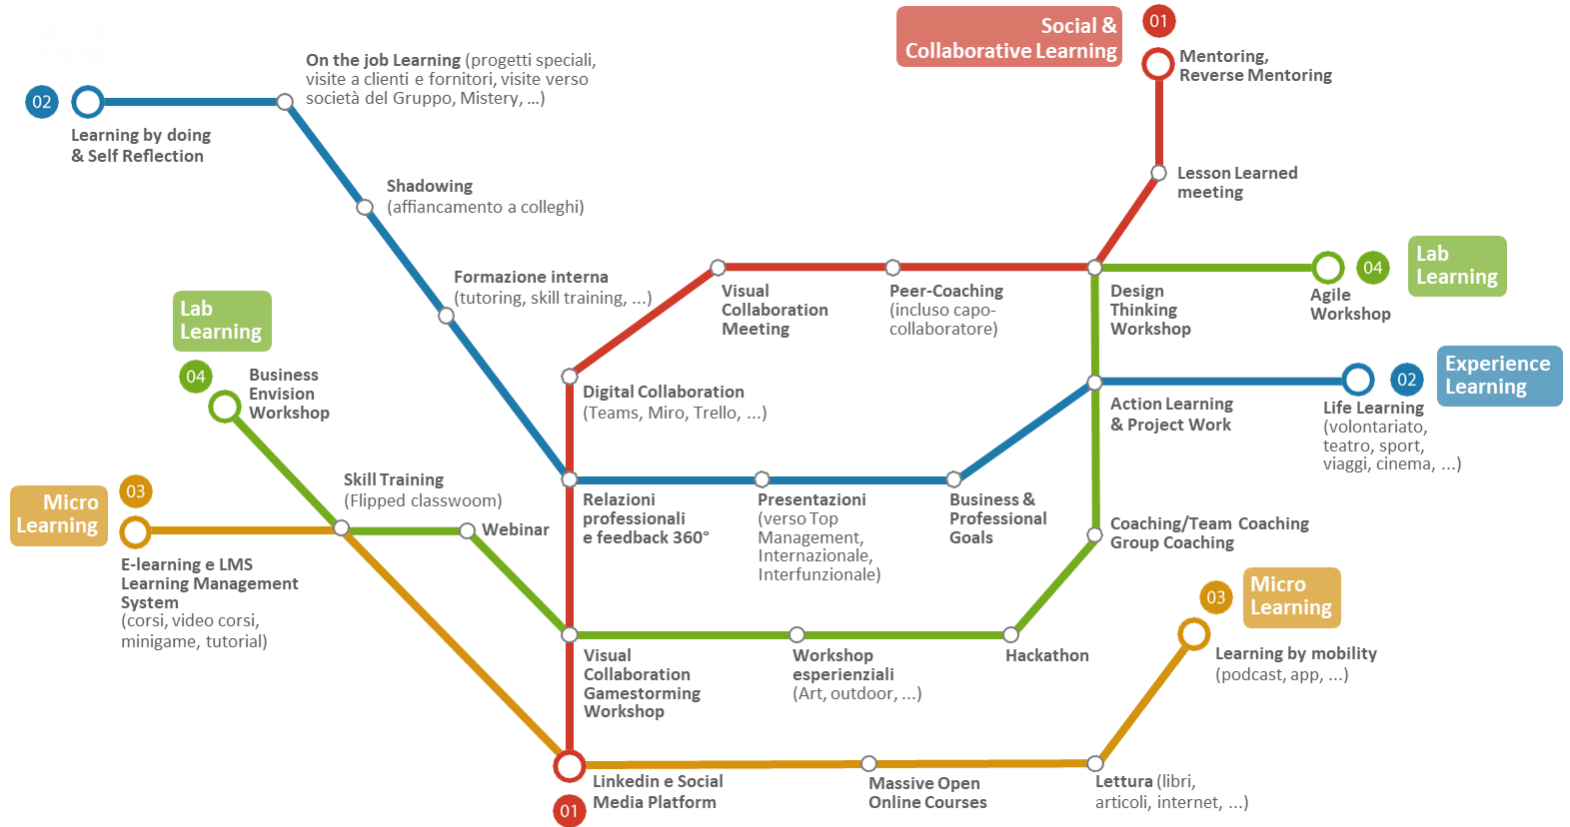 Social &
Collaborative Learning
01
Mentoring,
Reverse Mentoring
On the job Learning (progetti speciali,
visite a clienti e fornitori, visite verso
società del Gruppo, Mistery, ...)
02
Learning by doing
& Self Reflection
Shadowing
(affiancamento a colleghi)
Lesson Learned
meeting
Formazione interna
(tutoring, skill training, ...)
Visual
Collaboration
Meeting
Peer-Coaching
(incluso capo-
collaboratore)
Design
Thinking
Workshop
Agile
Workshop
04
Lab
Learning
Lab
Learning
04
Business
Envision
Workshop
Digital Collaboration
(Teams, Miro, Trello, ...)
Action Learning
& Project Work
02
Experience
Learning
Life Learning
(volontariato,
teatro, sport,
viaggi, cinema, ...)
Micro
Learning
03
Skill Training
(Flipped classwoom)
Webinar
Relazioni
professionali
e feedback 360°
Presentazioni
(verso Top
Management,
Internazionale,
Interfunzionale)
Business &
Professional
Goals
Coaching/Team Coaching
Group Coaching
E-learning e LMS
Learning Management
System
(corsi, video corsi,
minigame, tutorial)
03
Micro
Learning
Visual
Collaboration
Gamestorming
Workshop
Workshop
esperienziali
(Art, outdoor, ...)
Hackathon
Learning by mobility
(podcast, app, ...)
Linkedin e Social
Media Platform
01
Massive Open
Online Courses
Lettura (libri,
articoli, internet, ...)